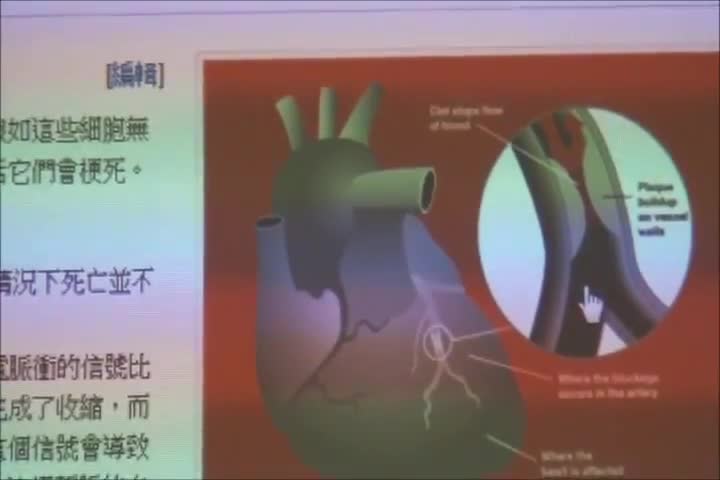 [編輯]
如這些細胞無
它們會梗死。
情況下死亡並不
脈衝的信號比
成了收縮，而
個信號會導致
Clot stops flow
of blood
Plaque
buildup
on vessel
walls
Where the blockage
occurs in the artery
Where the
heart is affected